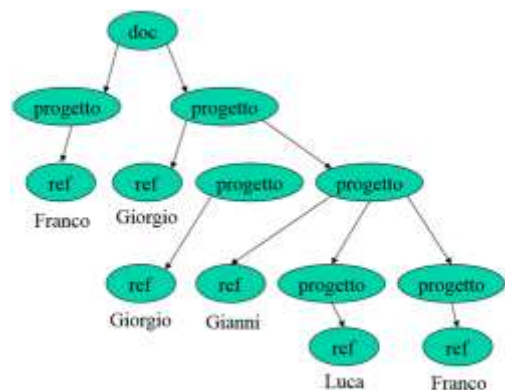 doc
progetto
progetto
ref
ref
progetto
progetto
Franco
Giorgio
ref
ref
progetto
progetto
Giorgio
Gianni
ref
ref
Luca
Franco